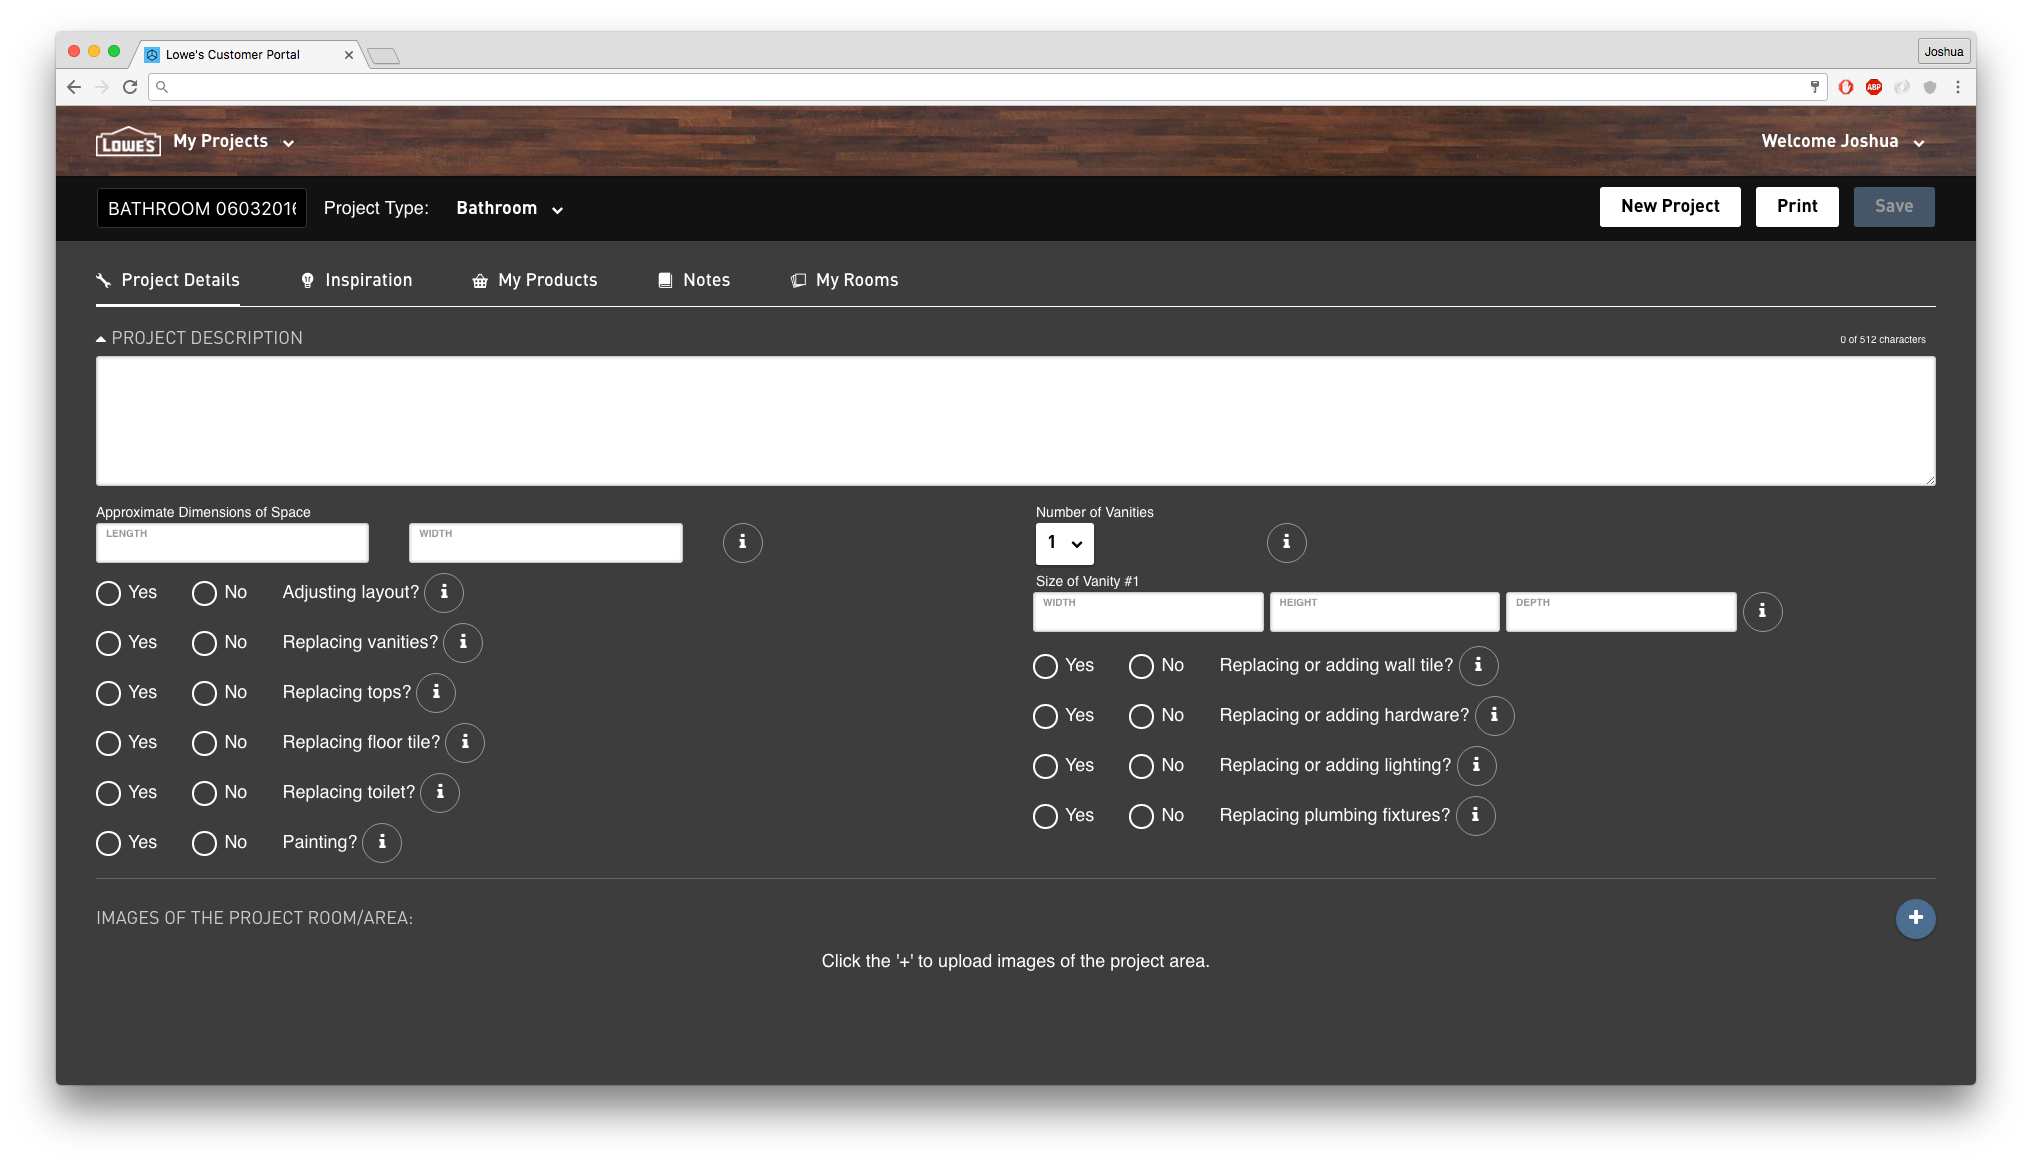 Lowe's Customer Portal
Joshua
ABP
LOWE'S My Projects
Welcome Joshua
BATHROOM 06032016 Project Type: Bathroom
New Project Print Save
Project Details Inspiration My Products Notes My Rooms
PROJECT DESCRIPTION
0 of 512 characters
Approximate Dimensions of Space
LENGTH WIDTH
Yes No Adjusting layout?
Yes No Replacing vanities?
Yes No Replacing tops?
Yes No Replacing floor tile?
Yes No Replacing toilet?
Yes No Painting?
Number of Vanities
1
Size of Vanity #1
WIDTH HEIGHT DEPTH
Yes No Replacing or adding wall tile?
Yes No Replacing or adding hardware?
Yes No Replacing or adding lighting?
Yes No Replacing plumbing fixtures?
IMAGES OF THE PROJECT ROOM/AREA:
Click the '+' to upload images of the project area.